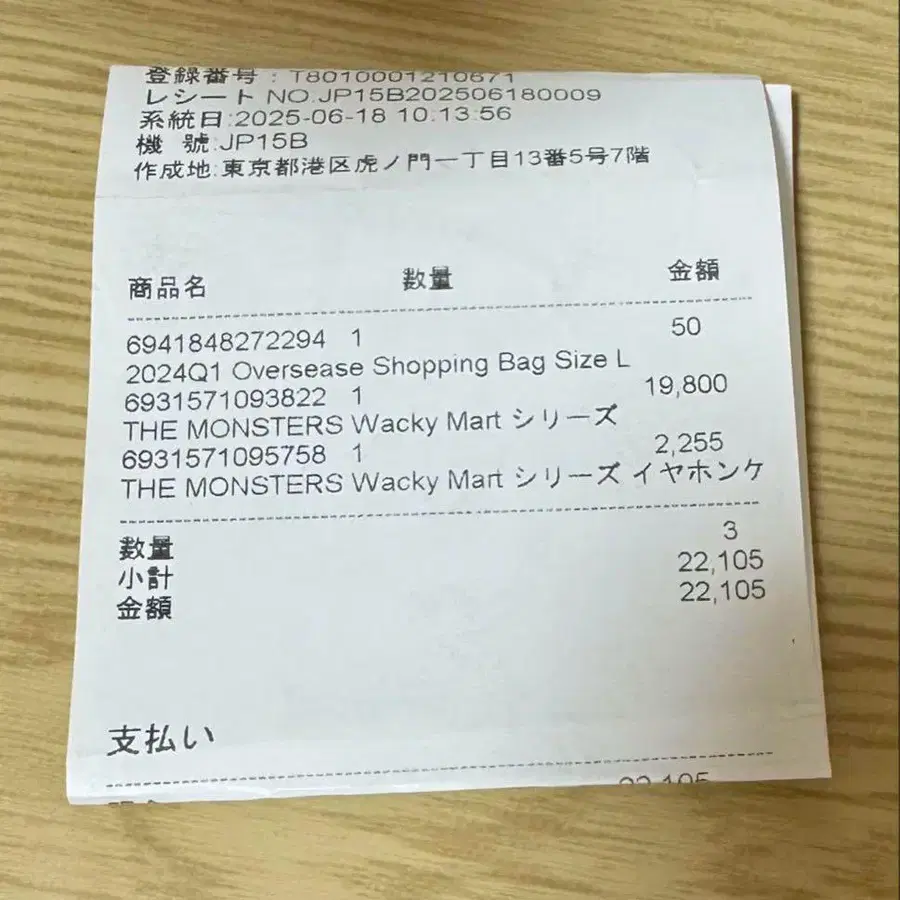 登録番号 : T8010001210671
レシート NO.JP15B202506180009
系統日:2025-06-18 10:13:56
機 號:JP15B
作成地:東京都港区虎ノ門一丁目13番5号7階
商品名 数量 金額
6941848272294 1 50
2024Q1 Oversease Shopping Bag Size L
6931571093822 1 19,800
THE MONSTERS Wacky Mart シリーズ
6931571095758 1 2,255
THE MONSTERS Wacky Mart シリーズ イヤホンケ
数量 3
小計 22,105
金額 22,105
支払い
22,105